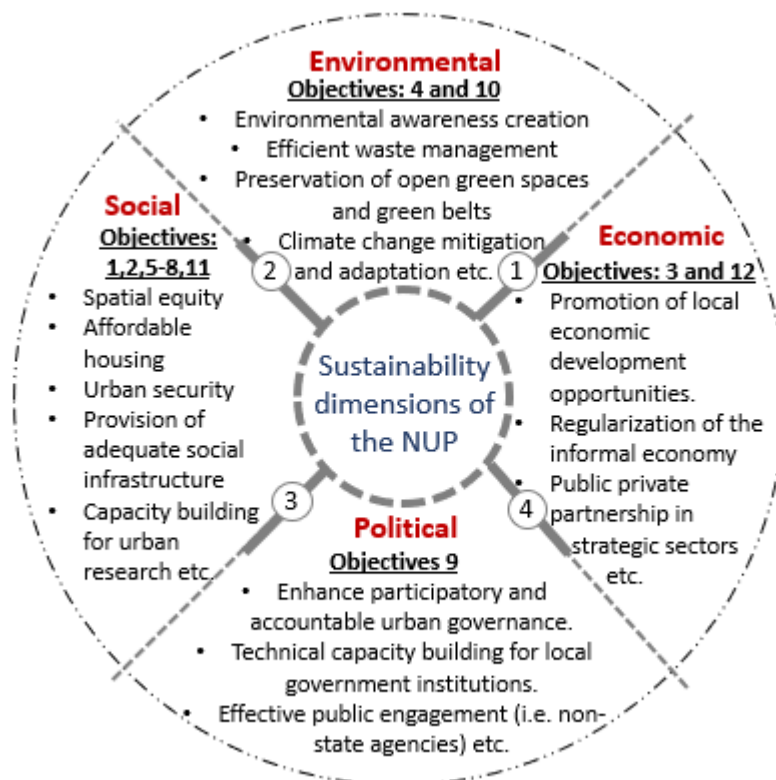 Environmental
Objectives: 4 and 10
• Environmental awareness creation
• Efficient waste management
• Preservation of open green spaces
and green belts
• Climate change mitigation
and adaptation etc.
1
Economic
Objectives: 3 and 12
• Promotion of local
economic
development
opportunities.
• Regularization of the
informal economy
• Public private
partnership in
strategic sectors
etc.
2
Social
Objectives:
1,2,5-8,11
• Spatial equity
• Affordable
housing
• Urban security
• Provision of
adequate social
infrastructure
• Capacity building
for urban
research etc.
Sustainability
dimensions of
the NUP
3
4
Political
Objectives 9
• Enhance participatory and
accountable urban governance.
• Technical capacity building for local
government institutions.
• Effective public engagement (i.e. non-
state agencies) etc.